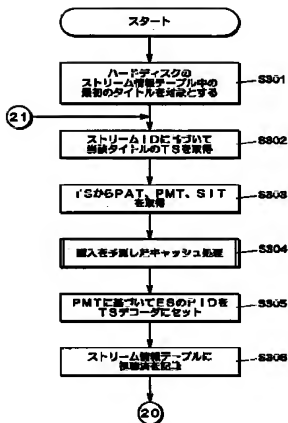 スタート
ハードディスクの
ストリーム情報テーブル中の
最初のタイトルを対象とする
S301
21
ストリームIDに基づいて
当該タイトルのTSを取得
S302
TSからPAT、PMT、SIT
を取得
S303
購入を予測したキャッシュ処理
S304
PMTに基づいてESのPIDを
TSデコーダにセット
S305
ストリーム情報テーブルに
視聴済を記録
S306
20